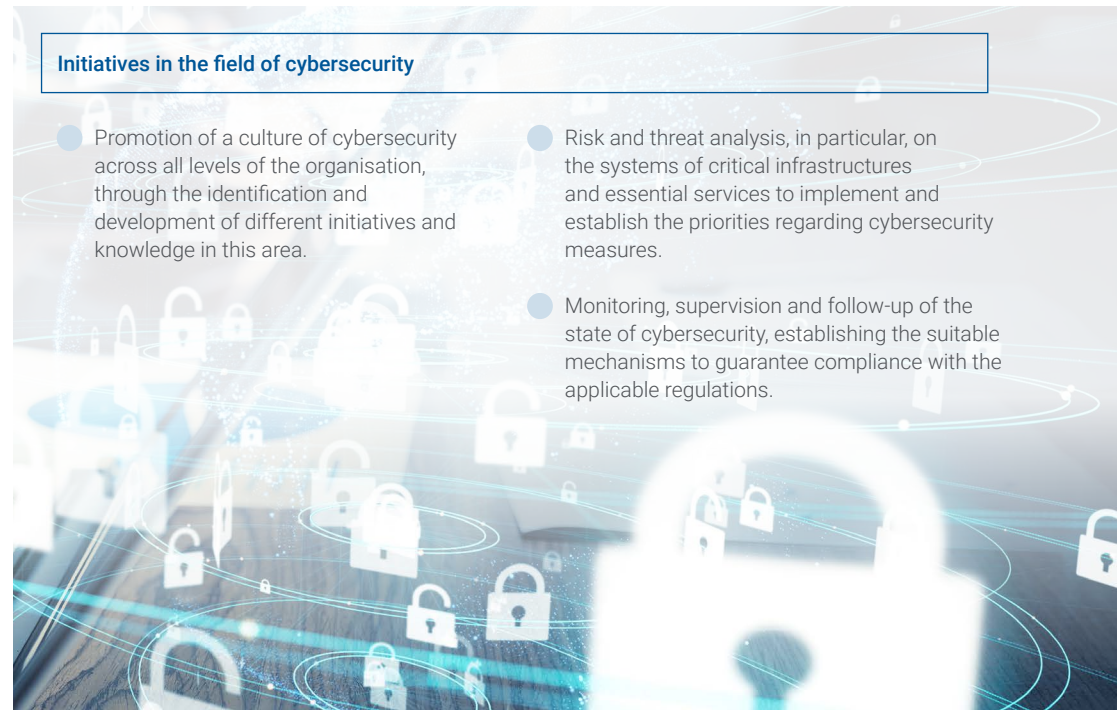 Initiatives in the field of cybersecurity
Promotion of a culture of cybersecurity
across all levels of the organisation,
through the identification and
development of different initiatives and
knowledge in this area.
Risk and threat analysis, in particular, on
the systems of critical infrastructures
and essential services to implement and
establish the priorities regarding cybersecurity
measures.
Monitoring, supervision and follow-up of the
state of cybersecurity, establishing the suitable
mechanisms to guarantee compliance with the
applicable regulations.